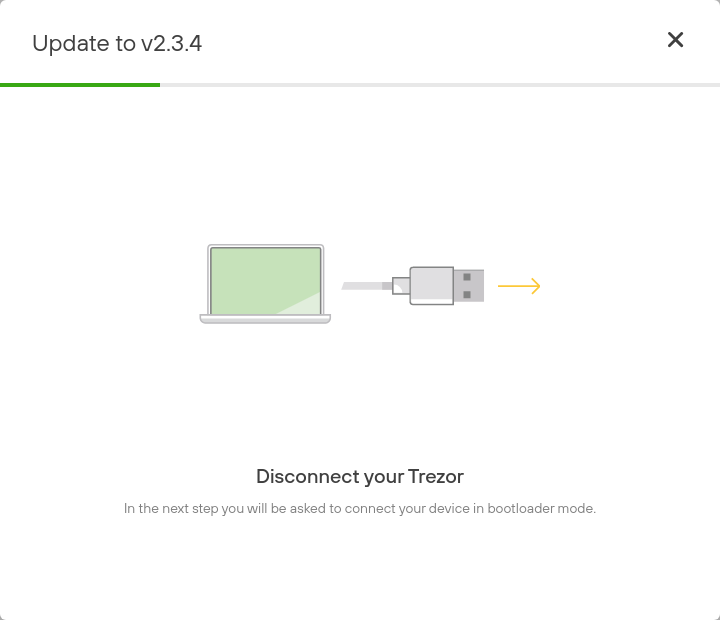 Update to v2.3.4
Disconnect your Trezor
In the next step you will be asked to connect your device in bootloader mode.